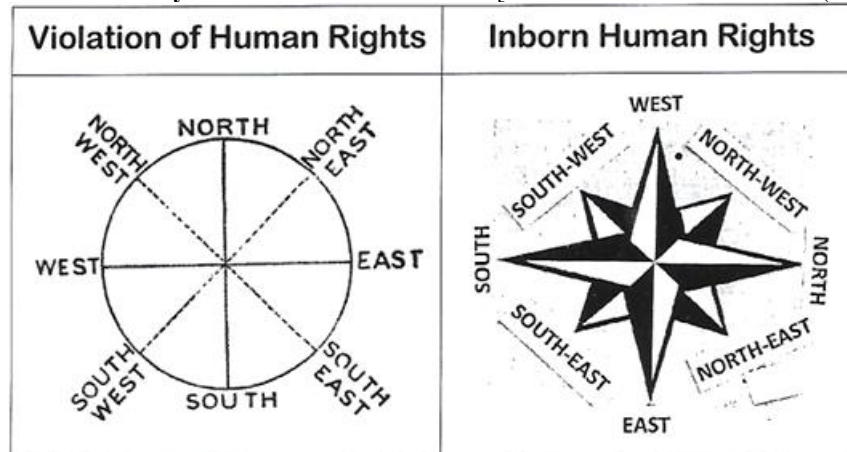 Violation of Human Rights
Inborn Human Rights
NORTH
NORTH WEST
NORTH EAST
WEST
EAST
SOUTH WEST
SOUTH EAST
SOUTH
WEST
SOUTH-WEST
NORTH-WEST
SOUTH
NORTH
SOUTH-EAST
NORTH-EAST
EAST